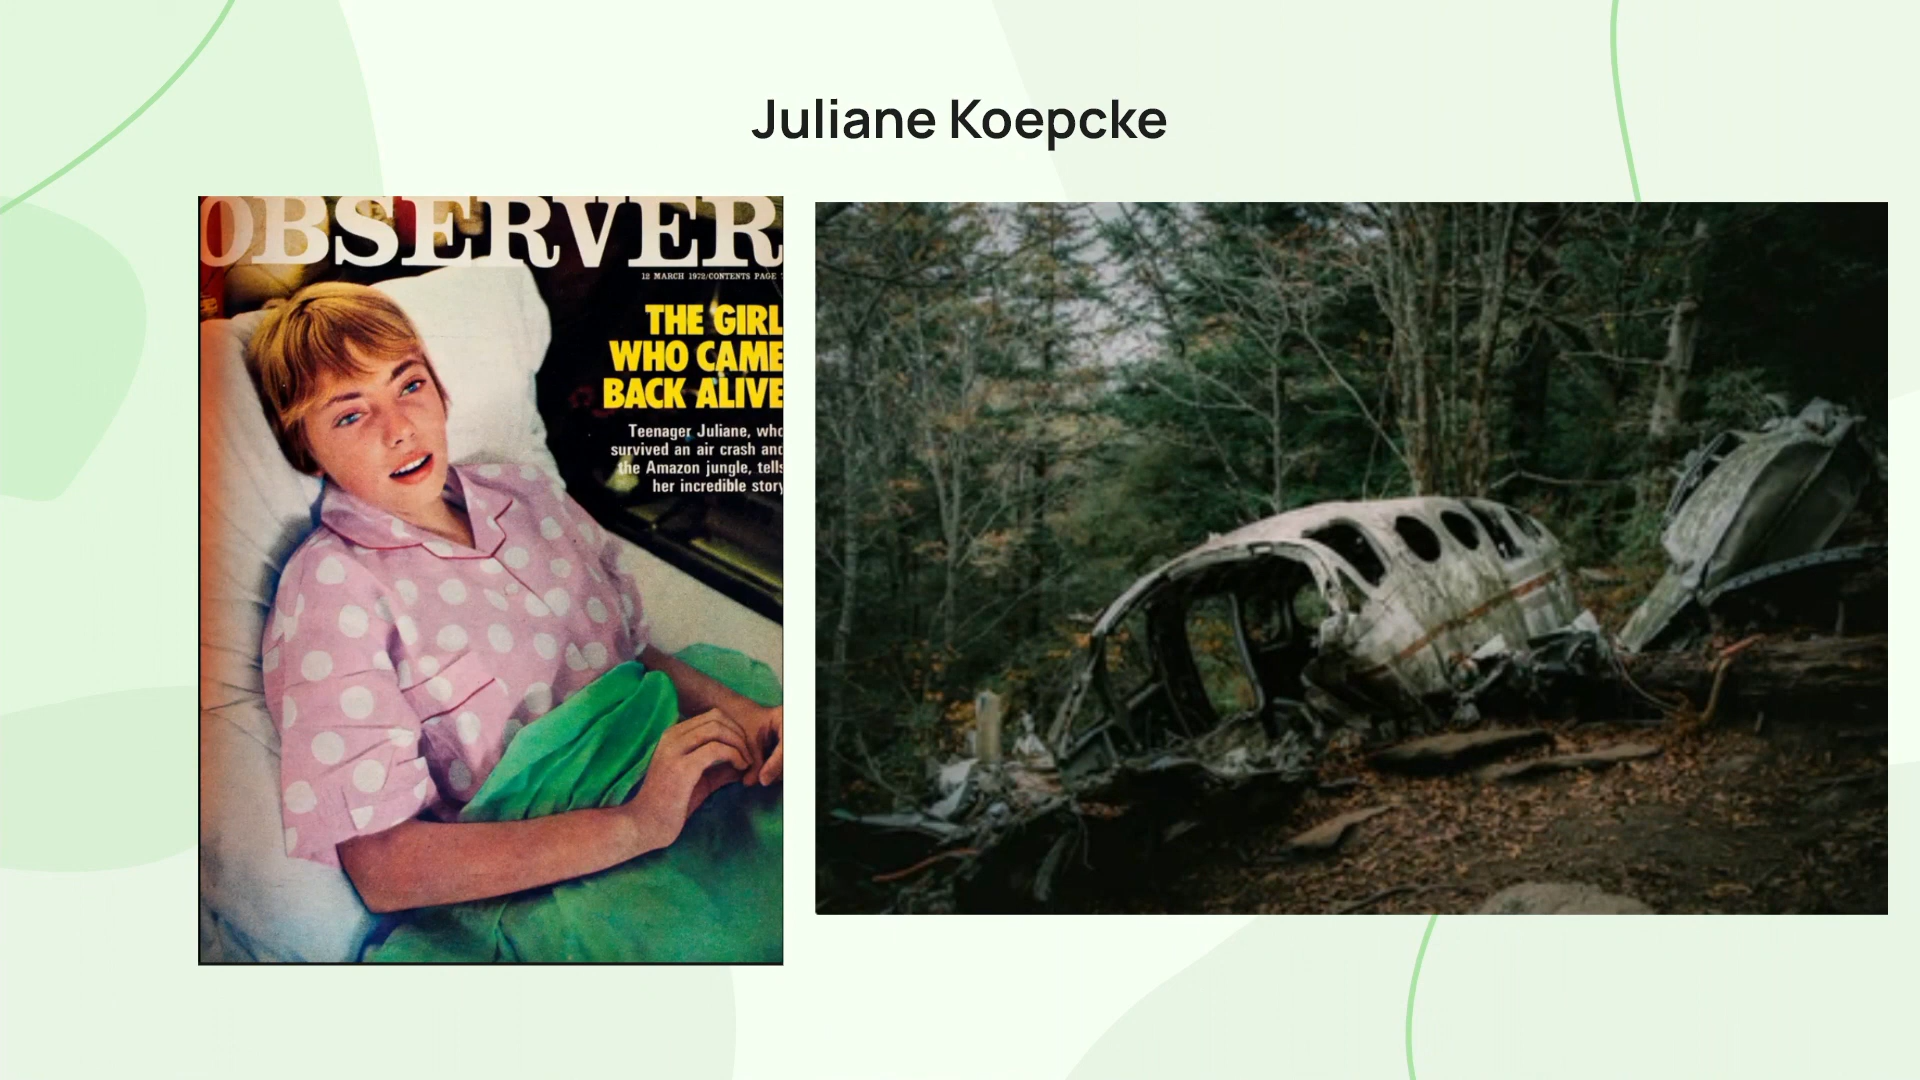 Juliane Koepcke
OBSERVER
12 MARCH 1972/CONTENTS PAGE
THE GIRL
WHO CAME
BACK ALIVE
Teenager Juliane, who
survived an air crash and
the Amazon jungle, tells
her incredible story